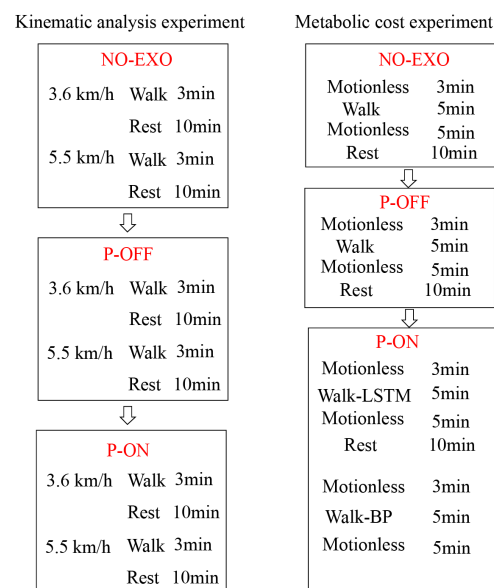 Kinematic analysis experiment
NO-EXO
3.6 km/h Walk 3min
Rest 10min
5.5 km/h Walk 3min
Rest 10min
P-OFF
3.6 km/h Walk 3min
Rest 10min
5.5 km/h Walk 3min
Rest 10min
P-ON
3.6 km/h Walk 3min
Rest 10min
5.5 km/h Walk 3min
Rest 10min
Metabolic cost experiment
NO-EXO
Motionless 3min
Walk 5min
Motionless 5min
Rest 10min
P-OFF
Motionless 3min
Walk 5min
Motionless 5min
Rest 10min
P-ON
Motionless 3min
Walk-LSTM 5min
Motionless 5min
Rest 10min
Motionless 3min
Walk-BP 5min
Motionless 5min